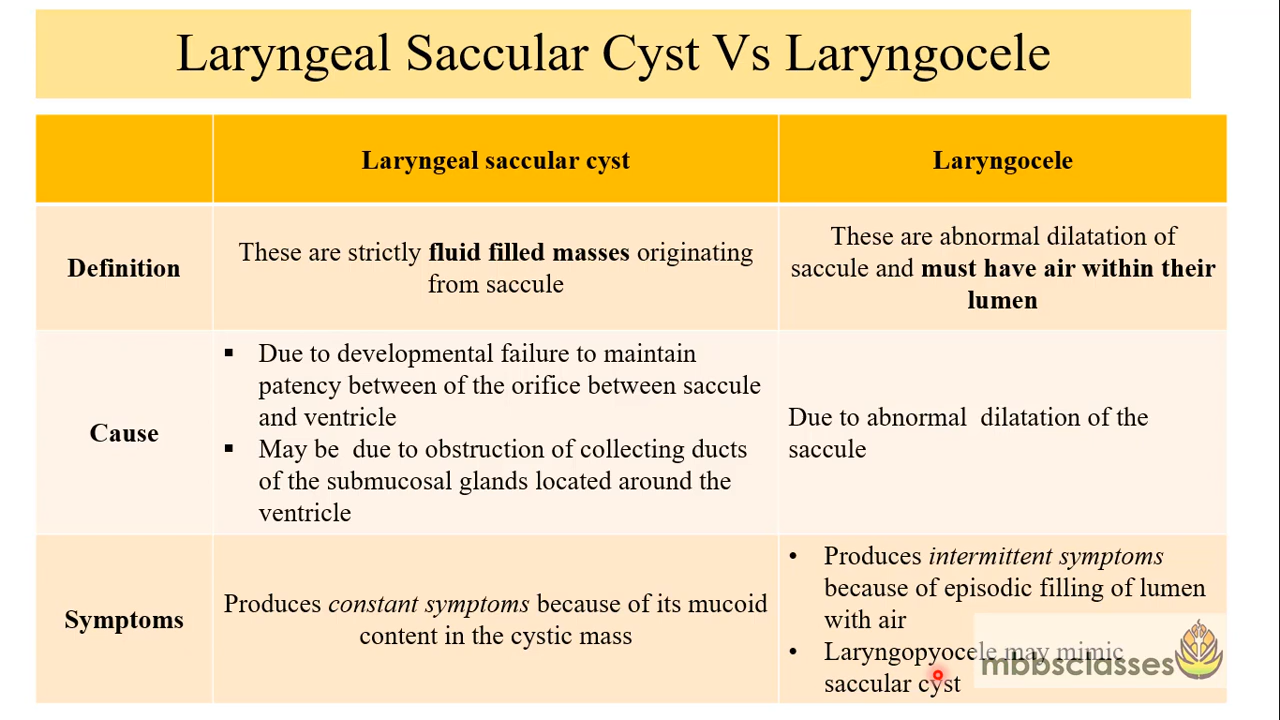 Laryngeal Saccular Cyst Vs Laryngocele
Laryngeal saccular cyst
Laryngocele
Definition
These are strictly fluid filled masses originating
from saccule
These are abnormal dilatation of
saccule and must have air within their
lumen
Cause
▪ Due to developmental failure to maintain
patency between of the orifice between saccule
and ventricle
▪ May be  due to obstruction of collecting ducts
of the submucosal glands located around the
ventricle
Due to abnormal  dilatation of the
saccule
Symptoms
Produces constant symptoms because of its mucoid
content in the cystic mass
• Produces intermittent symptoms
because of episodic filling of lumen
with air
• Laryngopyocele may mimic
saccular cyst
mbbsclasses